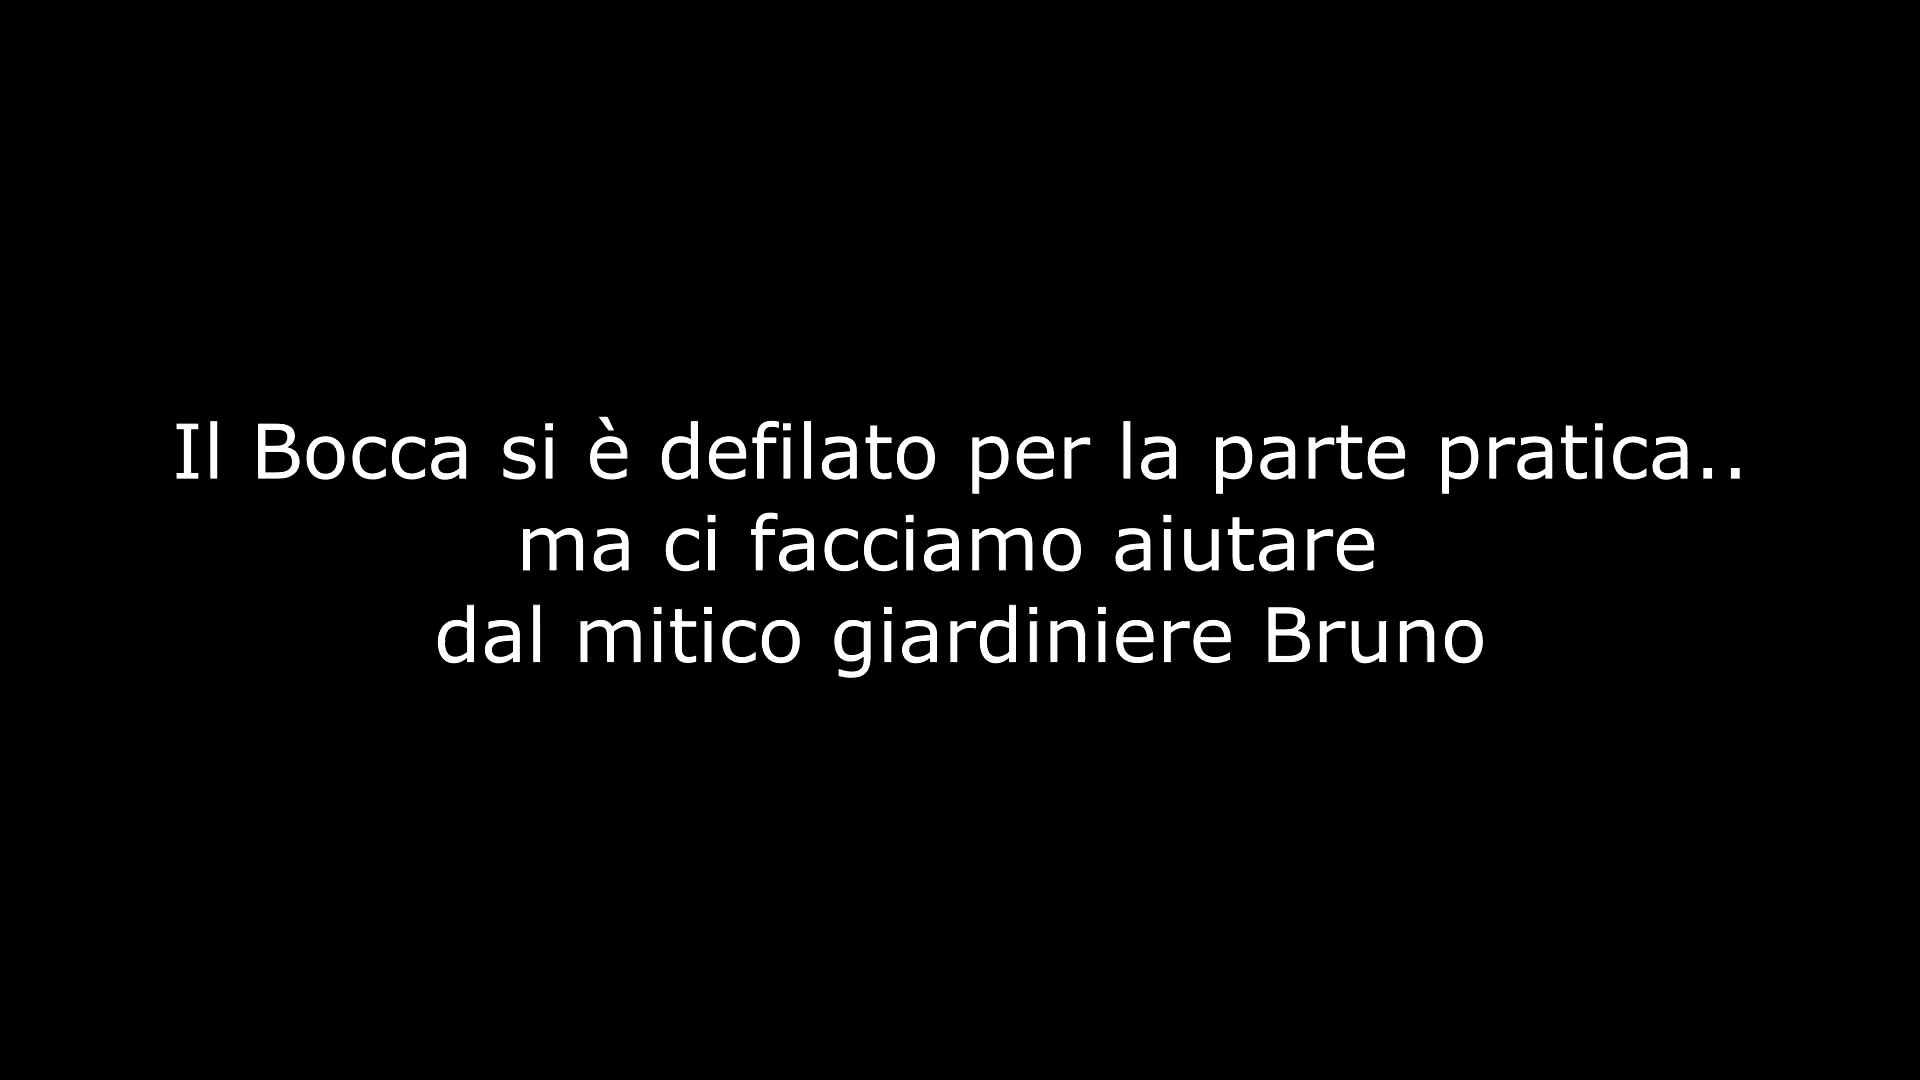 Il Bocca si è defilato per la parte pratica..
ma ci facciamo aiutare
dal mitico giardiniere Bruno